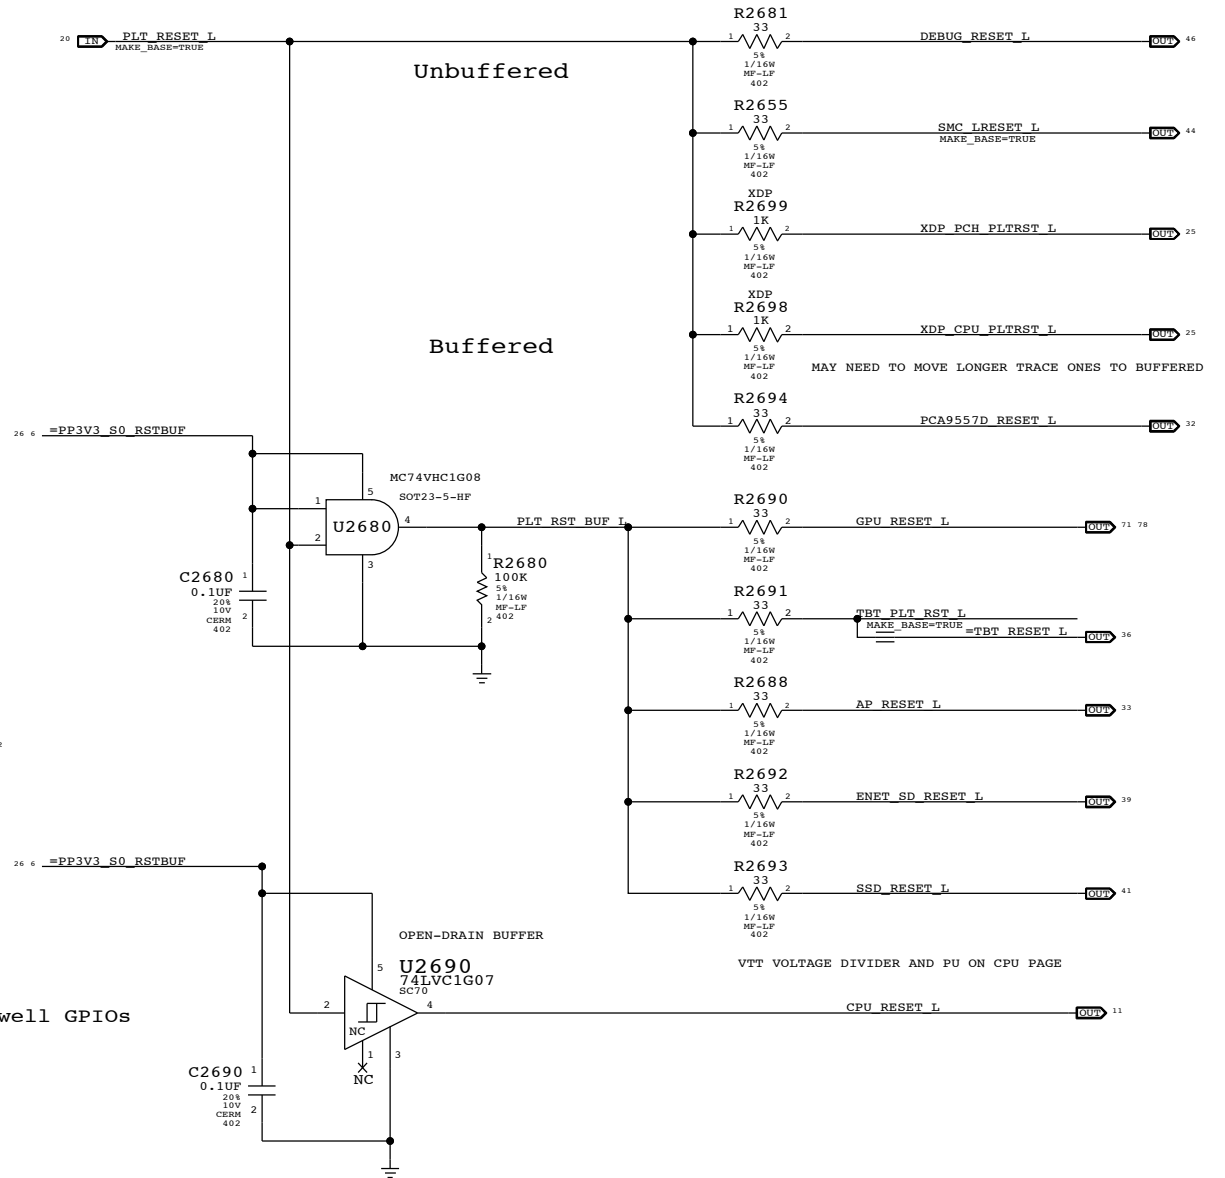 R2681
33
20 IN PLT_RESET_L 1 2 DEBUG_RESET_L OUT 46
MAKE_BASE=TRUE
5%
1/16W
MF-LF
402
Unbuffered
R2655
33
1 2 SMC_LRESET_L OUT 44
MAKE_BASE=TRUE
5%
1/16W
MF-LF
402
XDP
R2699
1K
1 2 XDP_PCH_PLTRST_L OUT 25
5%
1/16W
MF-LF
402
XDP
R2698
1K
1 2 XDP_CPU_PLTRST_L OUT 25
5%
1/16W
MF-LF
402
Buffered
MAY NEED TO MOVE LONGER TRACE ONES TO BUFFERED
R2694
33
1 2 PCA9557D_RESET_L OUT 32
5%
1/16W
MF-LF
402
26 6 =PP3V3_S0_RSTBUF
MC74VHC1G08
SOT23-5-HF
5
1
U2680
4
2
3
PLT_RST_BUF_L
R2690
33
1 2 GPU_RESET_L OUT 71 78
5%
1/16W
MF-LF
402
C2680 1
0.1UF
20%
10V
CERM
402
2
1
R2680
100K
5%
1/16W
MF-LF
402
2
R2691
33
1 2 TBT_PLT_RST_L
MAKE_BASE=TRUE
=TBT_RESET_L OUT 36
5%
1/16W
MF-LF
402
R2688
33
1 2 AP_RESET_L OUT 33
5%
1/16W
MF-LF
402
2
R2692
33
1 2 ENET_SD_RESET_L OUT 39
5%
1/16W
MF-LF
402
26 6 =PP3V3_S0_RSTBUF
R2693
33
1 2 SSD_RESET_L OUT 41
5%
1/16W
MF-LF
402
OPEN-DRAIN BUFFER
VTT VOLTAGE DIVIDER AND PU ON CPU PAGE
5
U2690
74LVC1G07
SC70
2
4
CPU_RESET_L OUT 11
well GPIOs
NC
1
3
NC
C2690 1
0.1UF
20%
10V
CERM
402
2